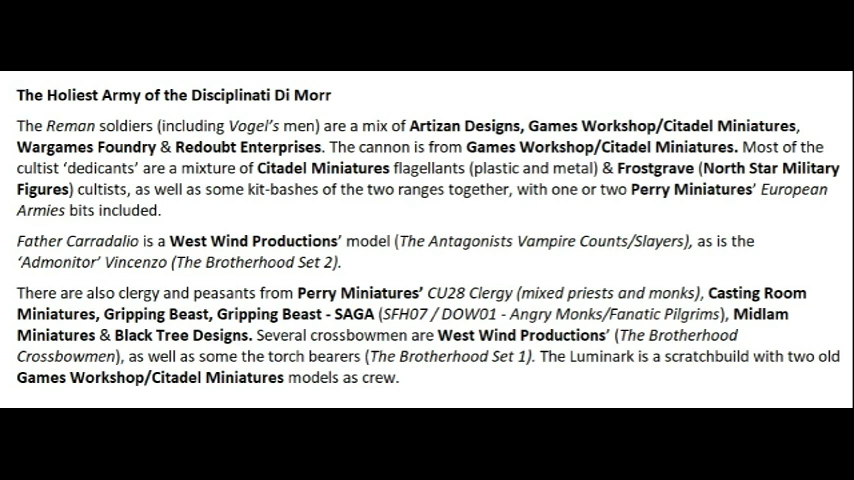 The Holiest Army of the Disciplinati Di Morr
The Reman soldiers (including Vogel's men) are a mix of Artizan Designs, Games Workshop/Citadel Miniatures,
Wargames Foundry & Redoubt Enterprises. The cannon is from Games Workshop/Citadel Miniatures. Most of the
cultist 'dedicants' are a mixture of Citadel Miniatures flagellants (plastic and metal) & Frostgrave (North Star Military
Figures) cultists, as well as some kit-bashes of the two ranges together, with one or two Perry Miniatures' European
Armies bits included.
Father Carradalio is a West Wind Productions' model (The Antagonists Vampire Counts/Slayers), as is the
'Admonitor' Vincenzo (The Brotherhood Set 2).
There are also clergy and peasants from Perry Miniatures' CU28 Clergy (mixed priests and monks), Casting Room
Miniatures, Gripping Beast, Gripping Beast - SAGA (SFH07 / DOW01 - Angry Monks/Fanatic Pilgrims), Midlam
Miniatures & Black Tree Designs. Several crossbowmen are West Wind Productions' (The Brotherhood
Crossbowmen), as well as some the torch bearers (The Brotherhood Set 1). The Luminark is a scratchbuild with two old
Games Workshop/Citadel Miniatures models as crew.